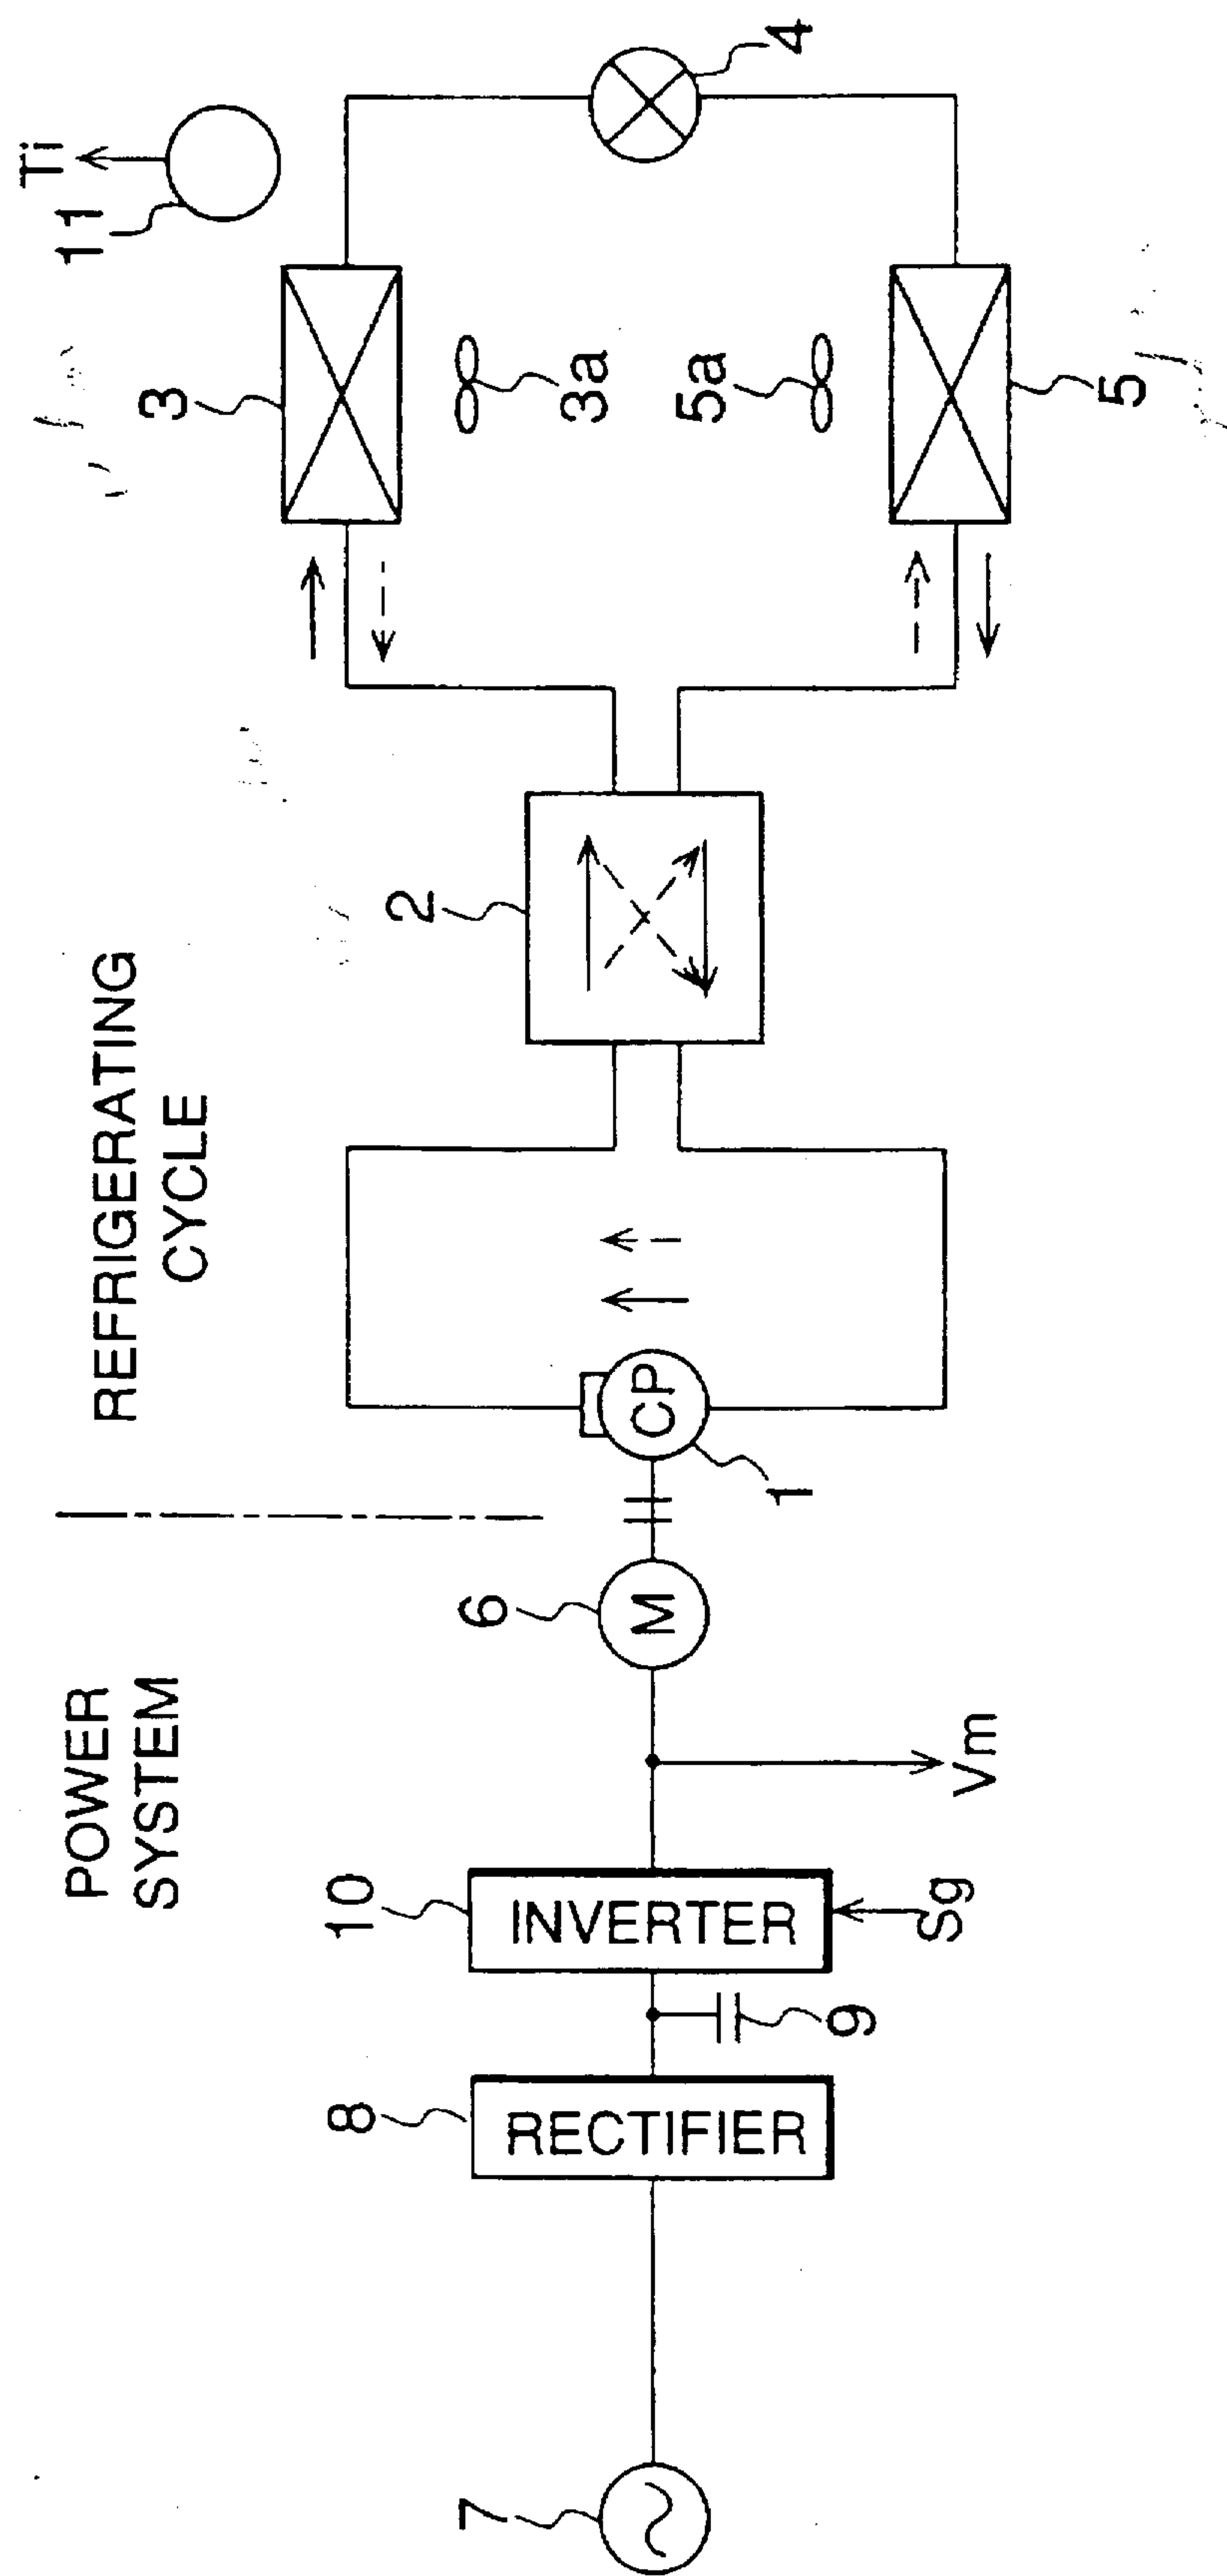 POWER
SYSTEM
REFRIGERATING
CYCLE
7
8
RECTIFIER
9
10
INVERTER
Sg
Vm
6
M
CP
1
2
3
3a
5a
5
11
Ti
4